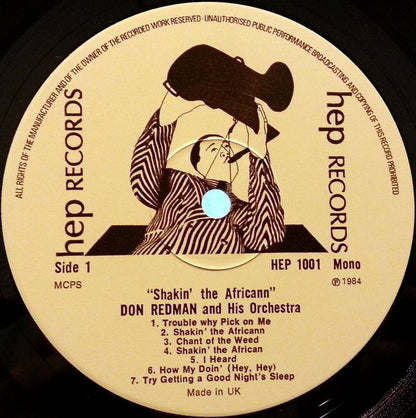 ALL RIGHTS OF THE MANUFACTURER AND OF THE OWNER OF THE RECORDED WORK RESERVED · UNAUTHORISED PUBLIC PERFORMANCE BROADCASTING AND COPYING OF THIS RECORD PROHIBITED
hep RECORDS
hep RECORDS
Side 1
HEP 1001 Mono
MCPS
℗ 1984
"Shakin' the Africann"
DON REDMAN and His Orchestra
1. Trouble why Pick on Me
2. Shakin' the Africann
3. Chant of the Weed
4. Shakin' the African
5. I Heard
6. How My Doin' (Hey, Hey)
7. Try Getting a Good Night's Sleep
Made in UK